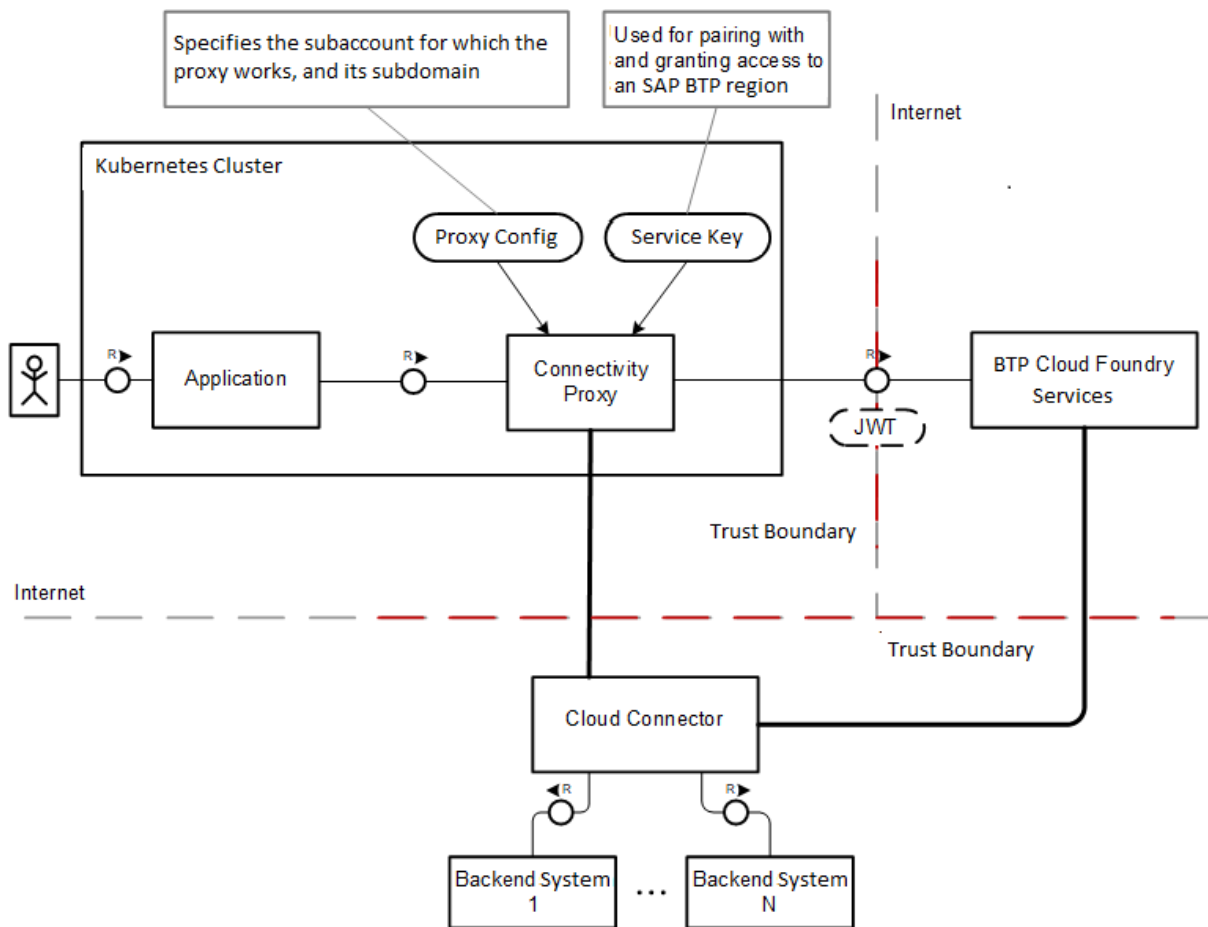 Specifies the subaccount for which the
proxy works, and its subdomain
Used for pairing with
and granting access to
an SAP BTP region
Internet
Kubernetes Cluster
Proxy Config
Service Key
R
Application
R
Connectivity
Proxy
R
BTP Cloud Foundry
Services
JWT
Trust Boundary
Internet
Trust Boundary
Cloud Connector
R
R
Backend System
1
...
Backend System
N